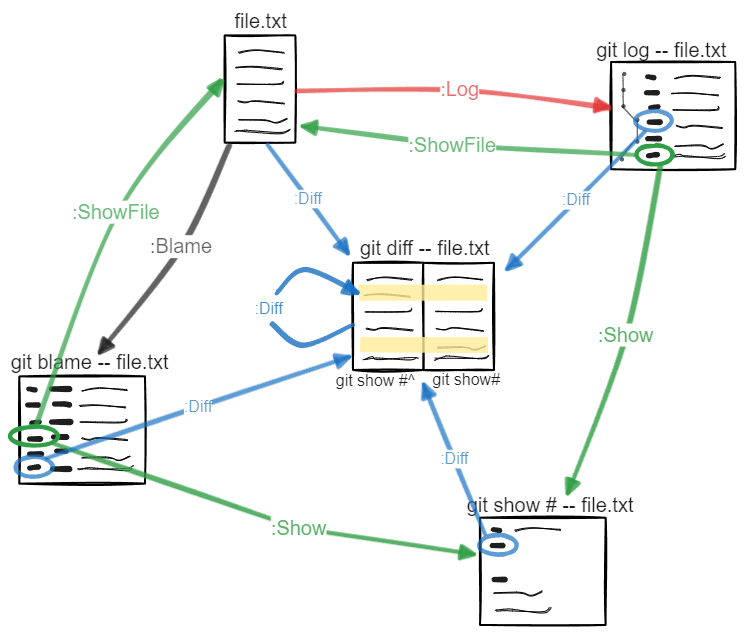 file.txt
git log -- file.txt
:Log
:ShowFile
:ShowFile
:Diff
:Diff
:Blame
git diff -- file.txt
:Diff
:Show
git blame -- file.txt
git show #^
git show#
:Diff
:Diff
git show # -- file.txt
:Show